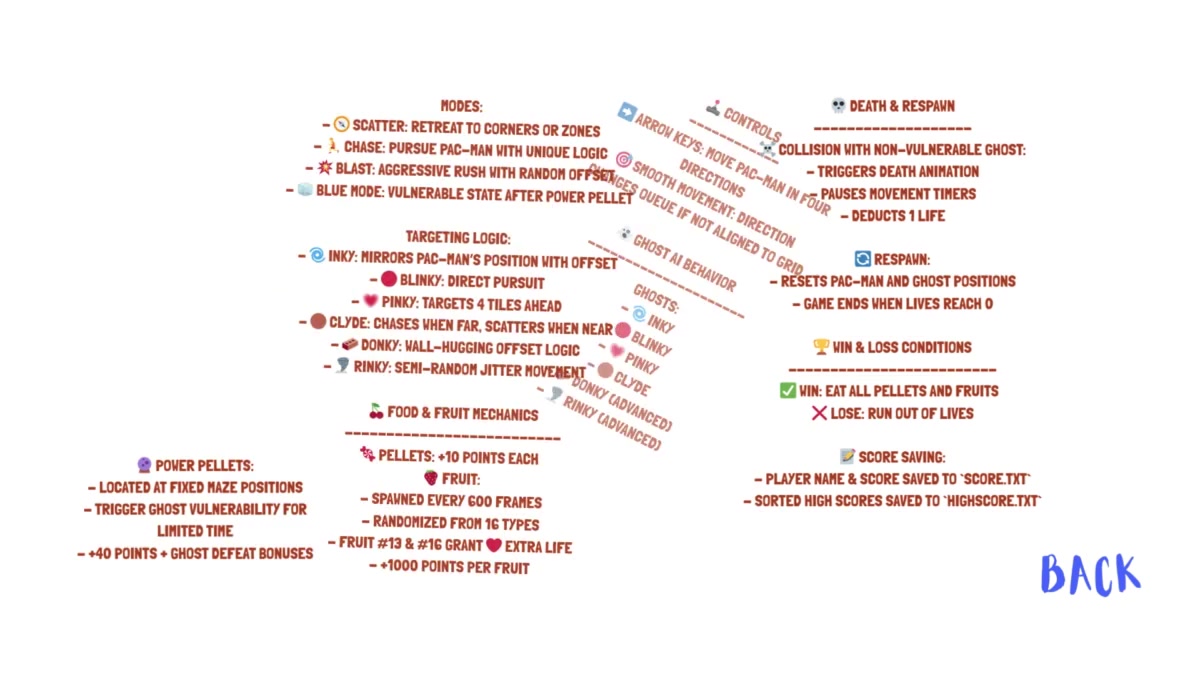 MODES:
- 🧭 SCATTER: RETREAT TO CORNERS OR ZONES
- 🏃 CHASE: PURSUE PAC-MAN WITH UNIQUE LOGIC
- 💥 BLAST: AGGRESSIVE RUSH WITH RANDOM OFFSET
- 🧊 BLUE MODE: VULNERABLE STATE AFTER POWER PELLET
TARGETING LOGIC:
- 🌀 INKY: MIRRORS PAC-MAN'S POSITION WITH OFFSET
- 🔴 BLINKY: DIRECT PURSUIT
- 💗 PINKY: TARGETS 4 TILES AHEAD
- 🟤 CLYDE: CHASES WHEN FAR, SCATTERS WHEN NEAR
- 🧱 DONKY: WALL-HUGGING OFFSET LOGIC
- 🌪️ RINKY: SEMI-RANDOM JITTER MOVEMENT
🍒 FOOD & FRUIT MECHANICS
--------------------------
🍬 PELLETS: +10 POINTS EACH
🍓 FRUIT:
- SPAWNED EVERY 600 FRAMES
- RANDOMIZED FROM 16 TYPES
- FRUIT #13 & #16 GRANT ❤️ EXTRA LIFE
- +1000 POINTS PER FRUIT
🔮 POWER PELLETS:
- LOCATED AT FIXED MAZE POSITIONS
- TRIGGER GHOST VULNERABILITY FOR
LIMITED TIME
- +40 POINTS + GHOST DEFEAT BONUSES
🕹️ CONTROLS
-----------
➡️ ARROW KEYS: MOVE PAC-MAN IN FOUR
DIRECTIONS
🎯 SMOOTH MOVEMENT: DIRECTION
CHANGES QUEUE IF NOT ALIGNED TO GRID
👻 GHOST AI BEHAVIOR
-------------------
GHOSTS:
- 🌀 INKY
- 🔴 BLINKY
- 💗 PINKY
- 🟤 CLYDE
- 🧱 DONKY (ADVANCED)
- 🌪️ RINKY (ADVANCED)
💀 DEATH & RESPAWN
-------------------
☠️ COLLISION WITH NON-VULNERABLE GHOST:
- TRIGGERS DEATH ANIMATION
- PAUSES MOVEMENT TIMERS
- DEDUCTS 1 LIFE
🔄 RESPAWN:
- RESETS PAC-MAN AND GHOST POSITIONS
- GAME ENDS WHEN LIVES REACH 0
🏆 WIN & LOSS CONDITIONS
-------------------------
✅ WIN: EAT ALL PELLETS AND FRUITS
❌ LOSE: RUN OUT OF LIVES
📝 SCORE SAVING:
- PLAYER NAME & SCORE SAVED TO `SCORE.TXT`
- SORTED HIGH SCORES SAVED TO `HIGHSCORE.TXT`
BACK